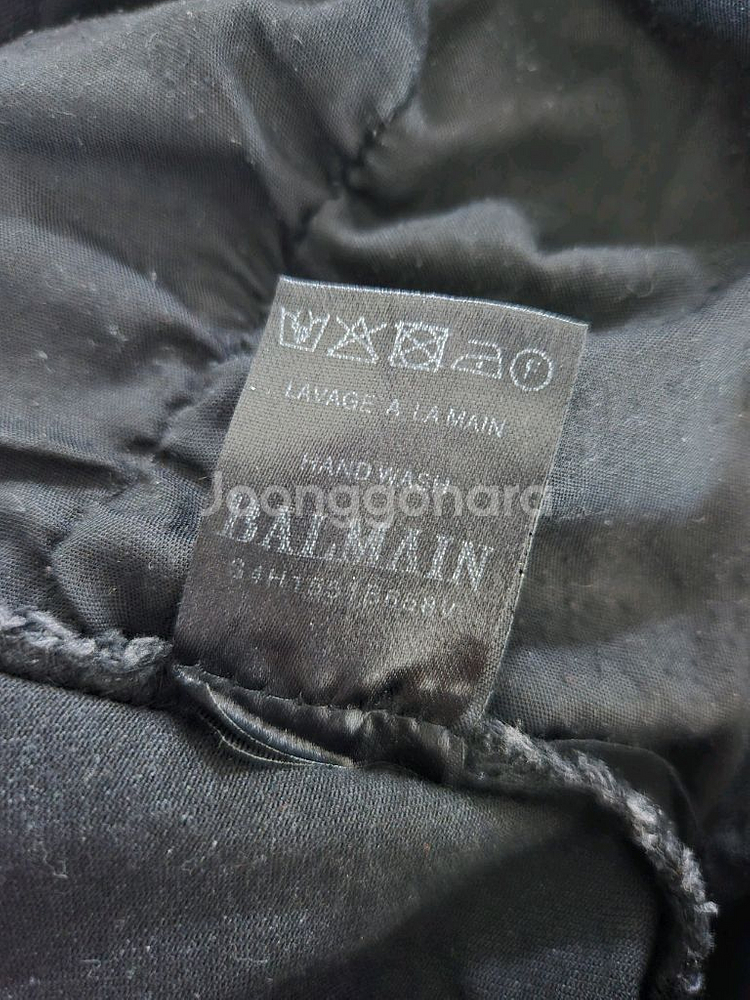 F
LAVAGE A LA MAIN
HAND WASH
Joonggonara
BALMAIN